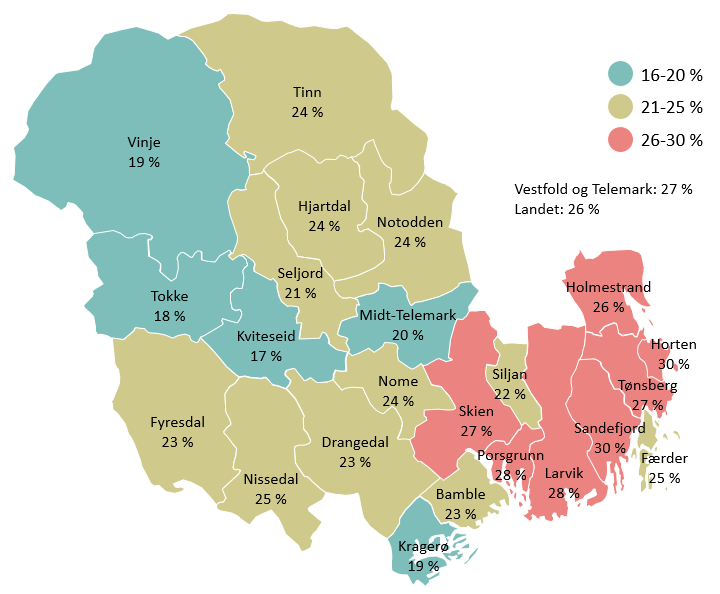 16-20 %
21-25 %
26-30 %
Vestfold og Telemark: 27 %
Landet: 26 %
Tinn
24 %
Vinje
19 %
Hjartdal
24 %
Notodden
24 %
Seljord
21 %
Tokke
18 %
Midt-Telemark
20 %
Kviteseid
17 %
Holmestrand
26 %
Horten
30 %
Siljan
22 %
Tønsberg
27 %
Nome
24 %
Skien
27 %
Fyresdal
23 %
Sandefjord
30 %
Drangedal
23 %
Porsgrunn
28 %
Færder
25 %
Larvik
28 %
Nissedal
25 %
Bamble
23 %
Kragerø
19 %